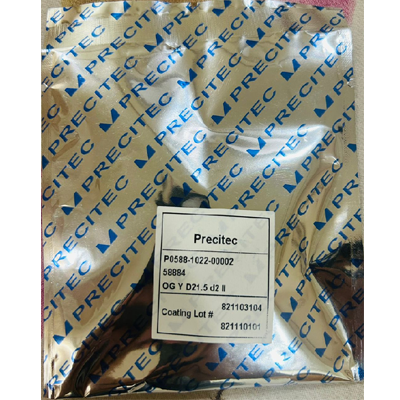 PRECITEC
PRECITEC
PRECITEC
PRECITEC
PRECITEC
PRECITEC
Precitec
P0588-1022-00002
58884
OG Y D21.5 d2 II
821103104
Coating Lot #
821110101